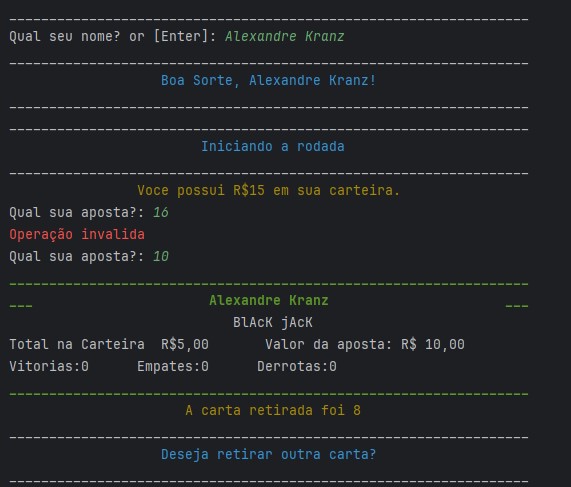 Qual seu nome? or [Enter]: Alexandre Kranz
Boa Sorte, Alexandre Kranz!
Iniciando a rodada
Voce possui R$15 em sua carteira.
Qual sua aposta?: 16
Operação invalida
Qual sua aposta?: 10
___ Alexandre Kranz ___
BlAcK jAcK
Total na Carteira  R$5,00       Valor da aposta: R$ 10,00
Vitorias:0      Empates:0      Derrotas:0
A carta retirada foi 8
Deseja retirar outra carta?